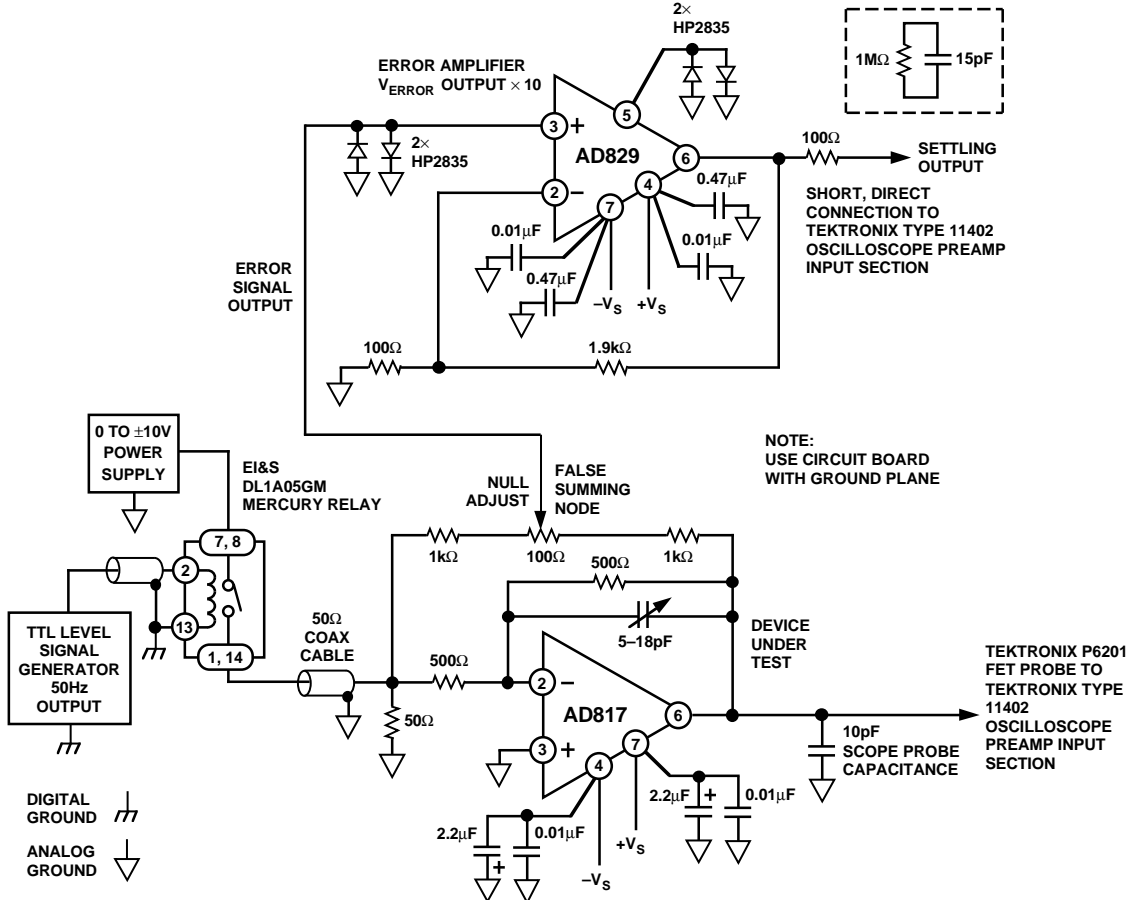 2×
HP2835
1MΩ
15pF
ERROR AMPLIFIER
VERROR OUTPUT × 10
5
3
+
2×
HP2835
AD829
6
100Ω
SETTLING
OUTPUT
2
−
4
7
0.47µF
0.01µF
0.01µF
0.47µF
–VS
+VS
SHORT, DIRECT
CONNECTION TO
TEKTRONIX TYPE 11402
OSCILLOSCOPE PREAMP
INPUT SECTION
ERROR
SIGNAL
OUTPUT
100Ω
1.9kΩ
0 TO ±10V
POWER
SUPPLY
EI&S
DL1A05GM
MERCURY RELAY
NULL
ADJUST
FALSE
SUMMING
NODE
NOTE:
USE CIRCUIT BOARD
WITH GROUND PLANE
7, 8
1kΩ
100Ω
1kΩ
2
13
1, 14
500Ω
5–18pF
TTL LEVEL
SIGNAL
GENERATOR
50Hz
OUTPUT
50Ω
COAX
CABLE
500Ω
50Ω
DEVICE
UNDER
TEST
2
−
AD817
6
3
+
4
7
10pF
SCOPE PROBE
CAPACITANCE
TEKTRONIX P6201
FET PROBE TO
TEKTRONIX TYPE
11402
OSCILLOSCOPE
PREAMP INPUT
SECTION
2.2µF
+
0.01µF
2.2µF
+
0.01µF
+VS
–VS
DIGITAL
GROUND
ANALOG
GROUND